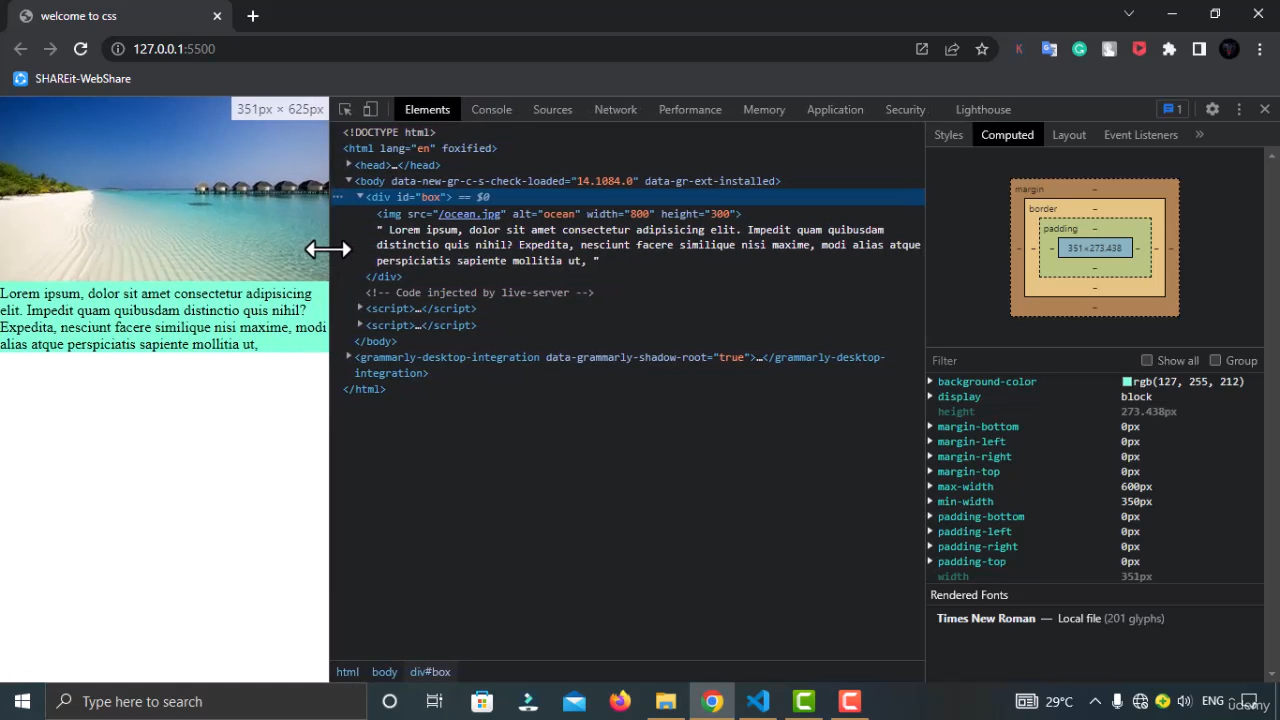 welcome to css
127.0.0.1:5500
SHAREit-WebShare
351px × 625px
Lorem ipsum, dolor sit amet consectetur adipisicing
elit. Impedit quam quibusdam distinctio quis nihil?
Expedita, nesciunt facere similique nisi maxime, modi
alias atque perspiciatis sapiente mollitia ut,
Elements Console Sources Network Performance Memory Application Security Lighthouse 1
<!DOCTYPE html>
<html lang="en" foxified>
<head>…</head>
<body data-new-gr-c-s-check-loaded="14.1084.0" data-gr-ext-installed>
<div id="box"> == $0
<img src="/ocean.jpg" alt="ocean" width="800" height="300">
" Lorem ipsum, dolor sit amet consectetur adipisicing elit. Impedit quam quibusdam
distinctio quis nihil? Expedita, nesciunt facere similique nisi maxime, modi alias atque
perspiciatis sapiente mollitia ut, "
</div>
<!-- Code injected by live-server -->
<script>…</script>
<script>…</script>
</body>
<grammarly-desktop-integration data-grammarly-shadow-root="true">…</grammarly-desktop-
integration>
</html>
html body div#box
Styles Computed Layout Event Listeners »
margin –
border –
padding –
– – – 351×273.438 – – –
–
–
–
Filter Show all Group
background-color rgb(127, 255, 212)
display block
height 273.438px
margin-bottom 0px
margin-left 0px
margin-right 0px
margin-top 0px
max-width 600px
min-width 350px
padding-bottom 0px
padding-left 0px
padding-right 0px
padding-top 0px
width 351px
Rendered Fonts
Times New Roman — Local file (201 glyphs)
Type here to search
29°C ENG
Udemy